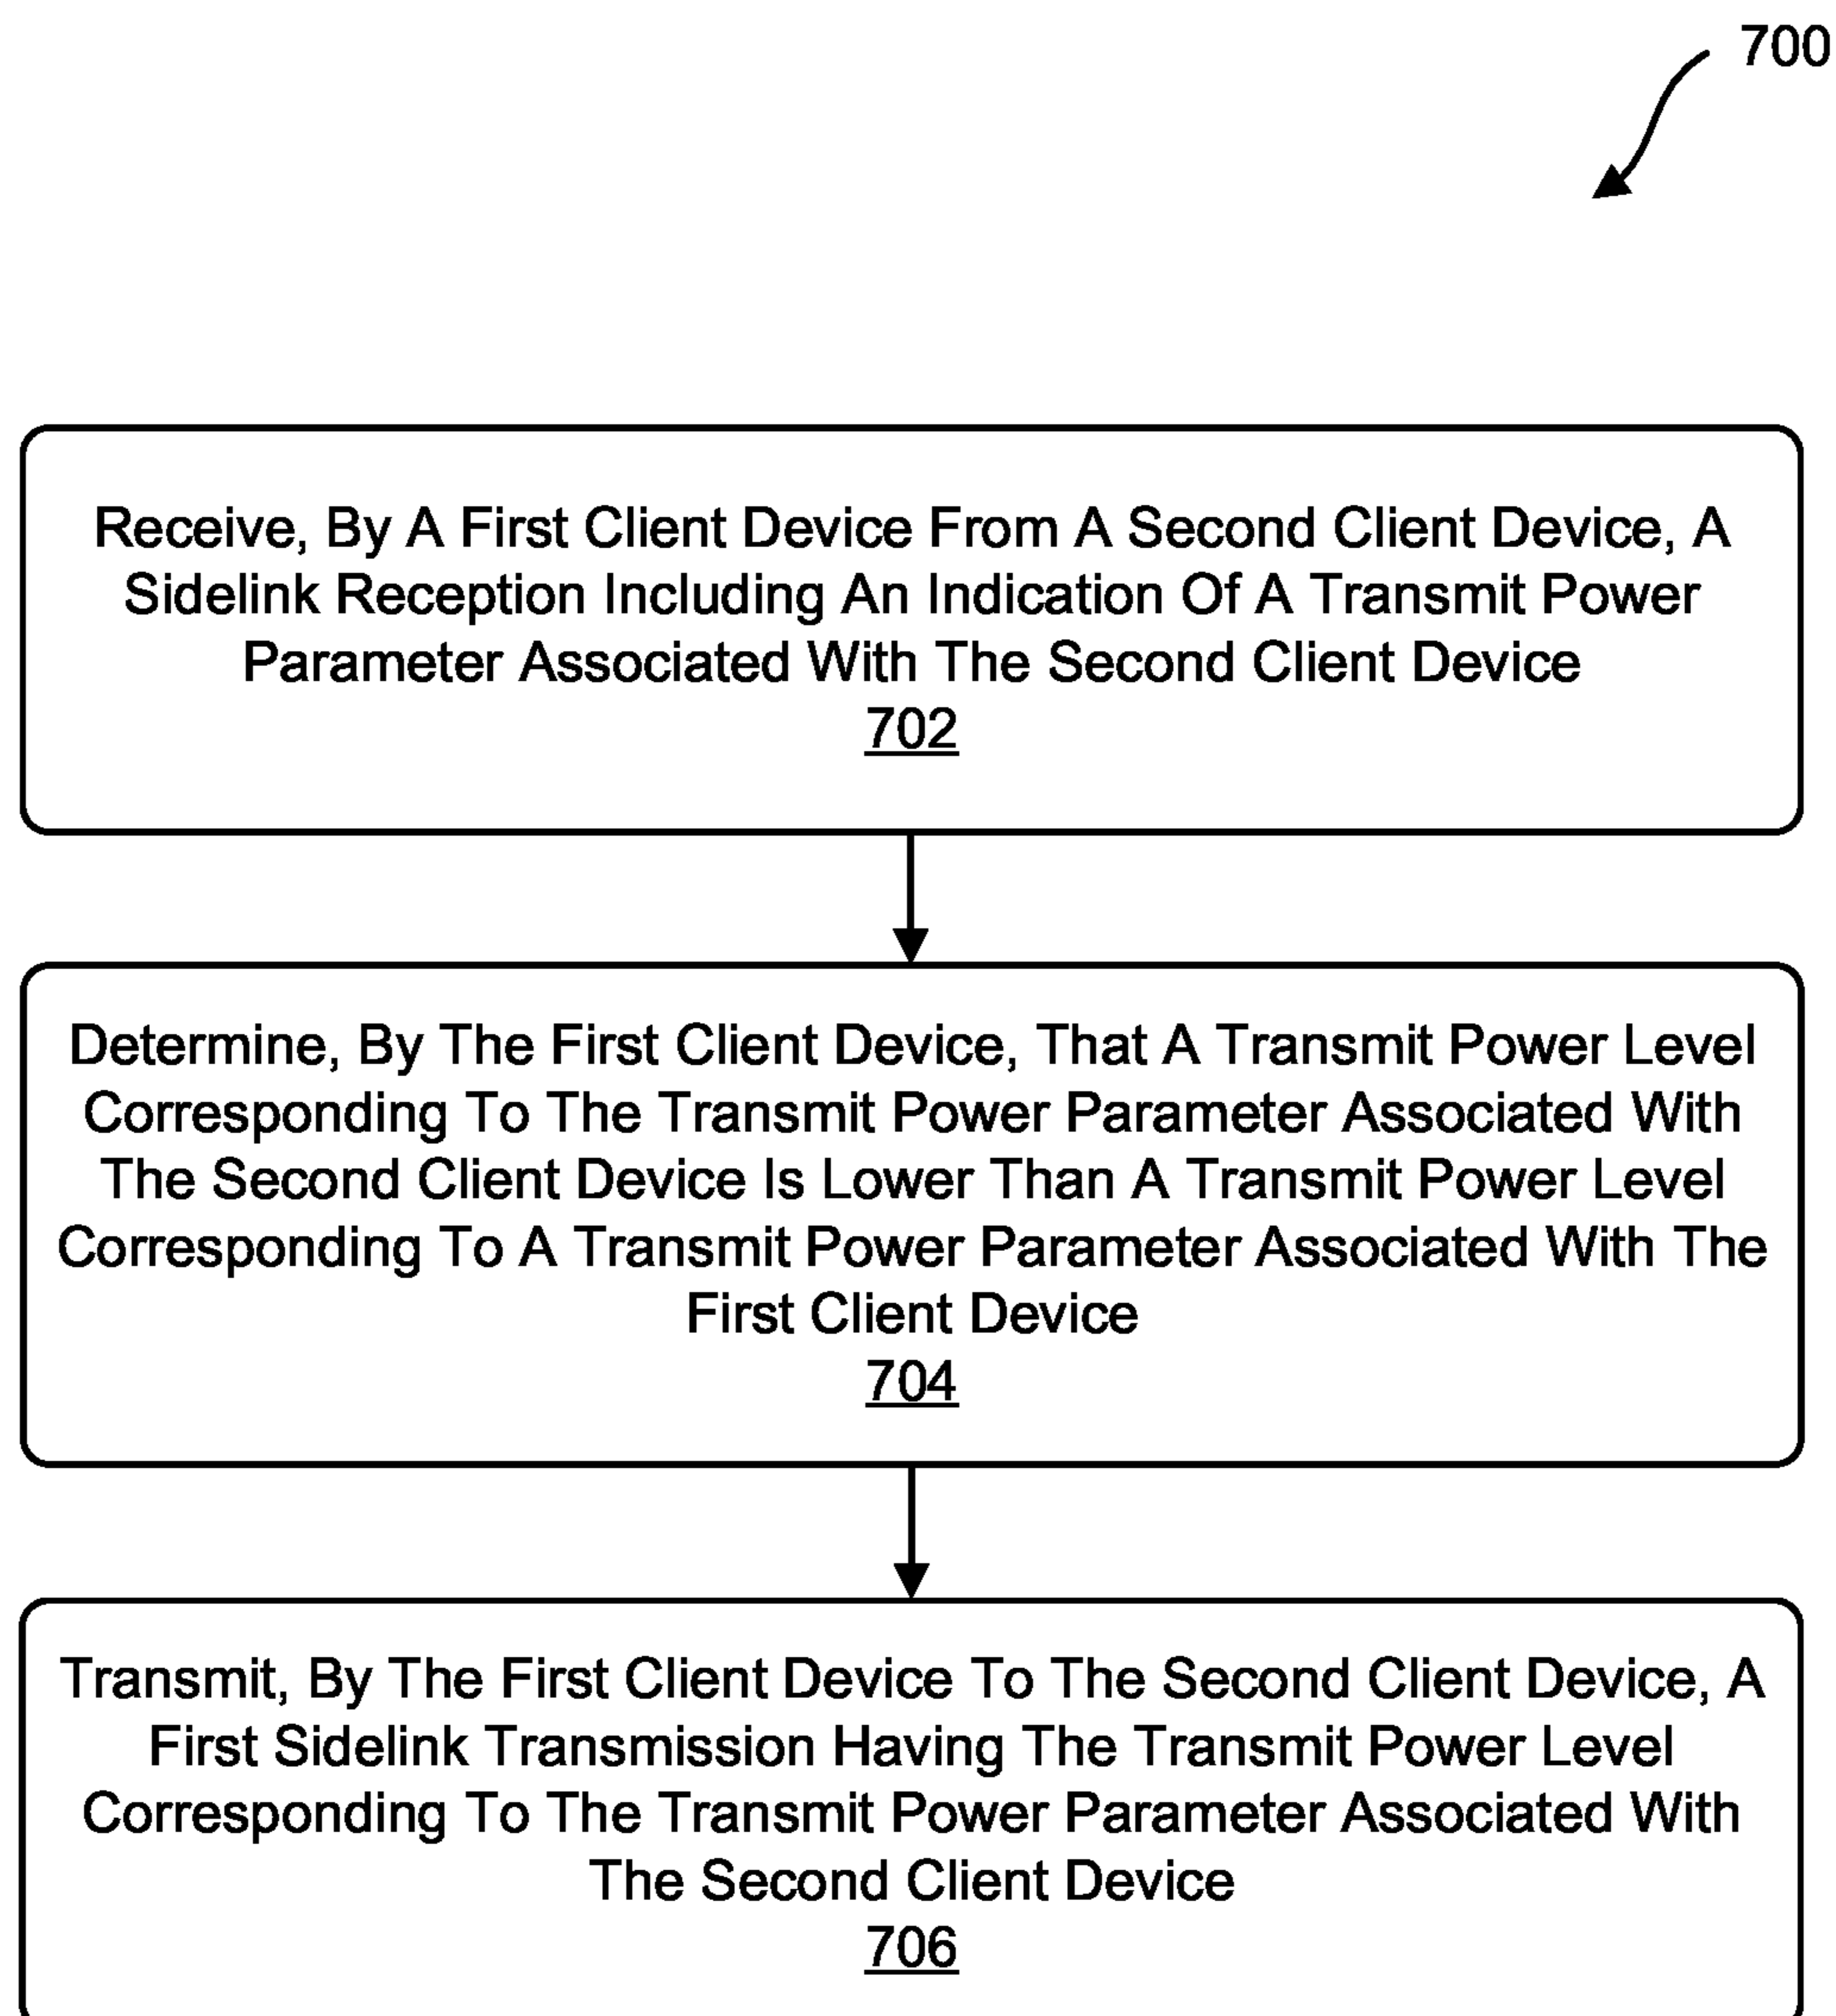 700
Receive, By A First Client Device From A Second Client Device, A
Sidelink Reception Including An Indication Of A Transmit Power
Parameter Associated With The Second Client Device
702
Determine, By The First Client Device, That A Transmit Power Level
Corresponding To The Transmit Power Parameter Associated With
The Second Client Device Is Lower Than A Transmit Power Level
Corresponding To A Transmit Power Parameter Associated With The
First Client Device
704
Transmit, By The First Client Device To The Second Client Device, A
First Sidelink Transmission Having The Transmit Power Level
Corresponding To The Transmit Power Parameter Associated With
The Second Client Device
706